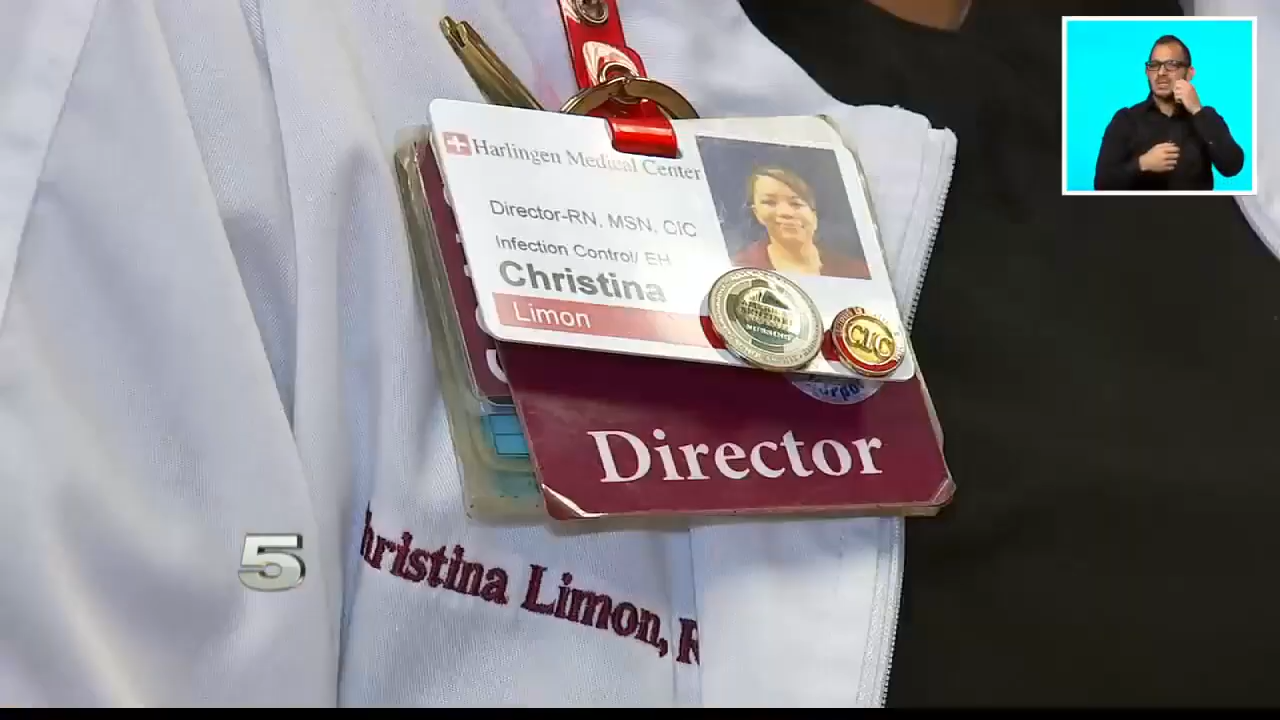 Harlingen Medical Center
Director-RN, MSN, CIC
Infection Control/ EH
Christina
Limon
CIC
Director
5
hristina Limon, R